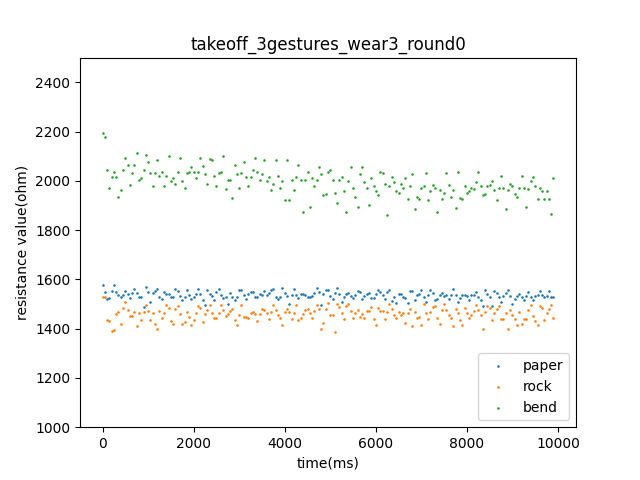 takeoff_3gestures_wear3_round0
resistance value(ohm)
2400
2200
2000
1800
1600
1400
1200
1000
0
2000
4000
6000
8000
10000
time(ms)
paper
rock
bend